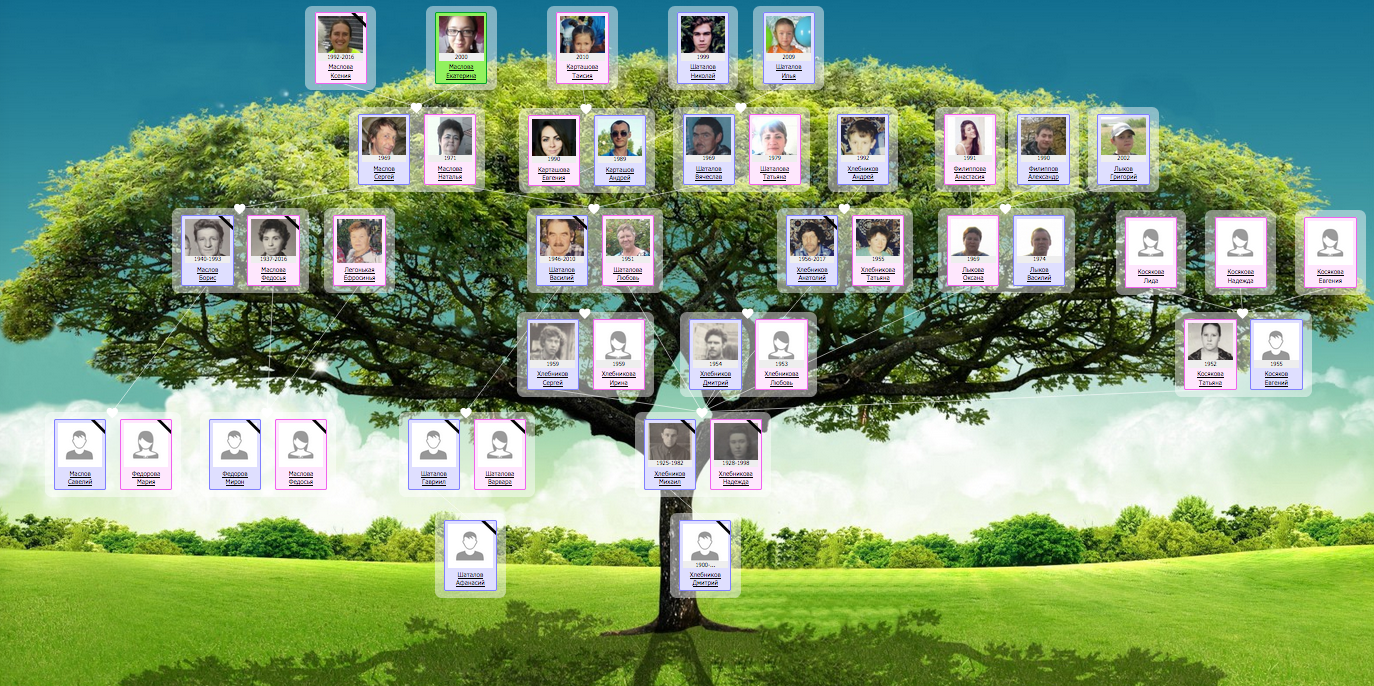 1992-2016
Маслова
Ксения
2000
Маслова
Екатерина
2010
Карташова
Таисия
1999
Шаталов
Николай
2009
Шаталов
Илья
1969
Маслов
Сергей
1971
Маслова
Наталья
1990
Карташова
Евгения
1989
Карташов
Андрей
1969
Шаталов
Вячеслав
1979
Шаталова
Татьяна
1992
Хлебников
Андрей
1991
Филиппова
Анастасия
1990
Филиппов
Александр
2002
Лыков
Григорий
1940-1993
Маслов
Борис
1937-2016
Маслова
Федосья
Легонькая
Ефросинья
1946-2010
Шаталов
Василий
1951
Шаталова
Любовь
1956-2017
Хлебников
Анатолий
1955
Хлебникова
Татьяна
1969
Лыкова
Оксана
1974
Лыков
Василий
Косякова
Лида
Косякова
Надежда
Косякова
Евгения
1959
Хлебников
Сергей
1959
Хлебникова
Ирина
1954
Хлебников
Дмитрий
1953
Хлебникова
Любовь
1952
Косякова
Татьяна
1955
Косяков
Евгений
Маслов
Савелий
Федорова
Мария
Федоров
Мирон
Маслова
Федосья
Шаталов
Гавриил
Шаталова
Варвара
1925-1982
Хлебников
Михаил
1928-1998
Хлебникова
Надежда
Шаталов
Афанасий
1900-...
Хлебников
Дмитрий